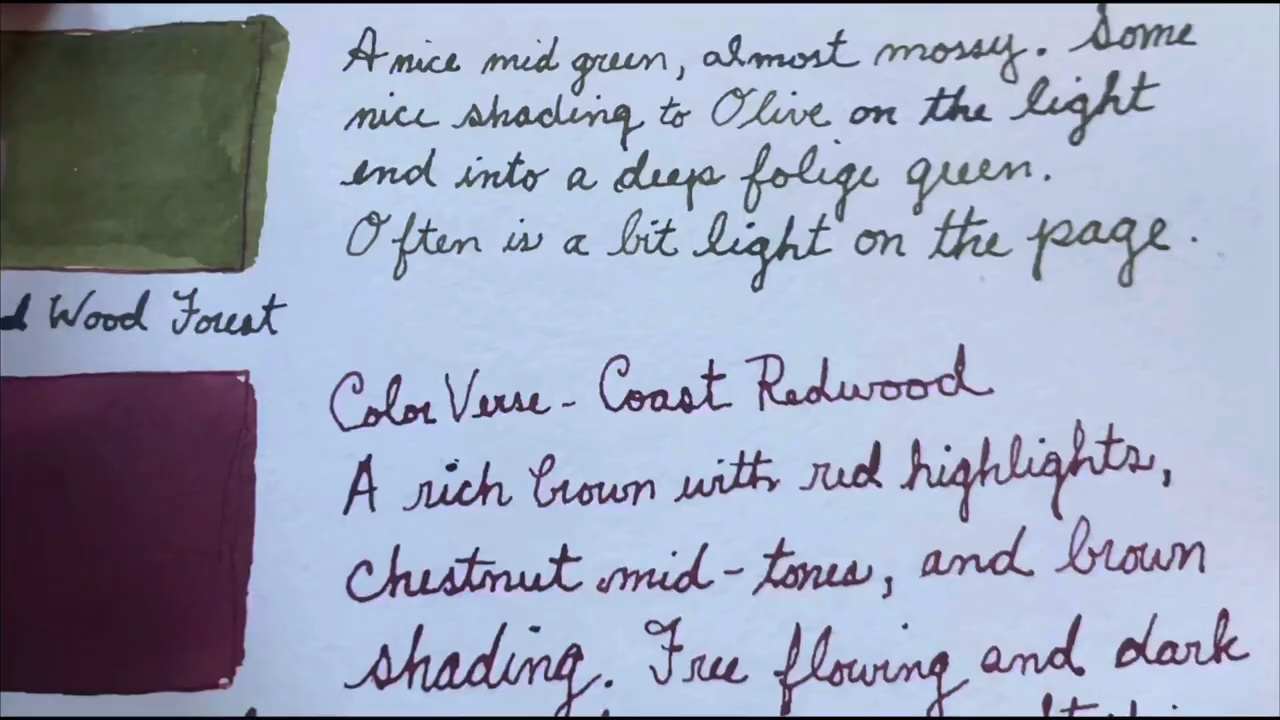 A nice mid green, almost mossy. Some
nice shading to Olive on the light
end into a deep folige green.
Often is a bit light on the page.
Wood Forest
Color Verse - Coast Redwood
A rich brown with red highlights,
chestnut mid-tones, and brown
shading. Free flowing and dark